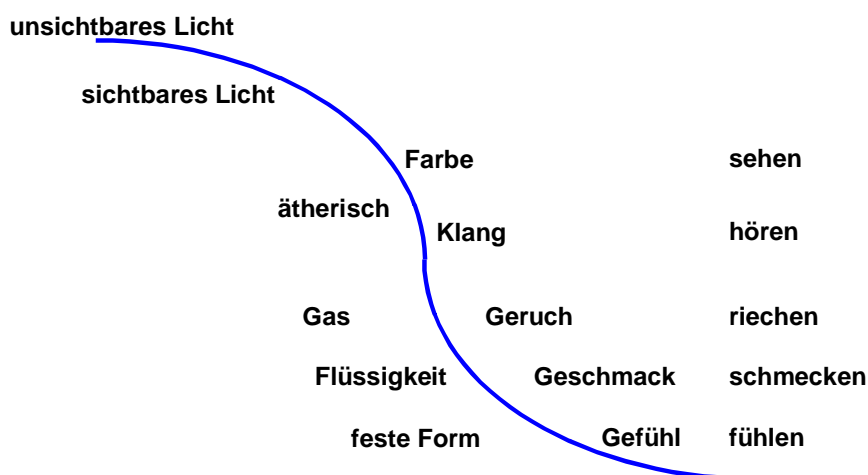 unsichtbares Licht
sichtbares Licht
Farbe sehen
ätherisch
Klang hören
Gas Geruch riechen
Flüssigkeit Geschmack schmecken
feste Form Gefühl fühlen